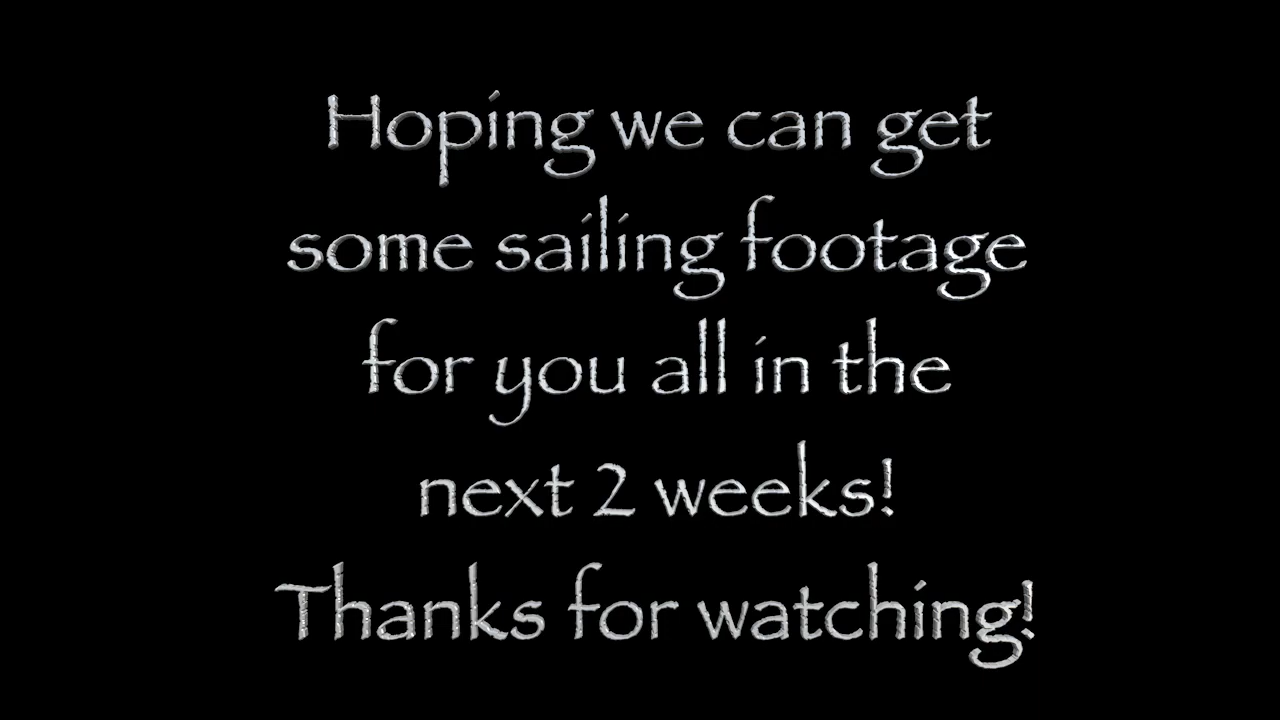 Hoping we can get
some sailing footage
for you all in the
next 2 weeks!
Thanks for watching!